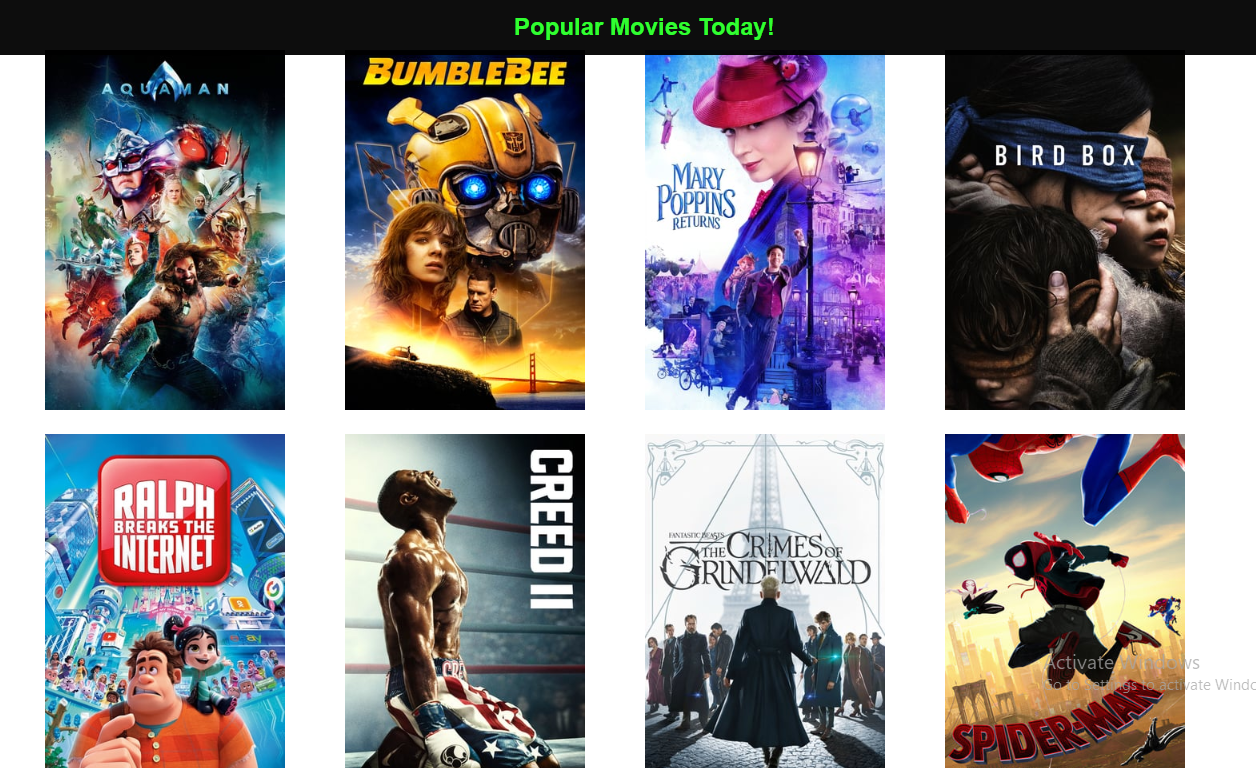 Popular Movies Today!
AQUAMAN
BUMBLEBEE
MARY
POPPINS
RETURNS
BIRD BOX
RALPH
BREAKS THE
INTERNET
ebay
CREED II
FANTASTIC BEASTS
THE CRIMES OF
GRINDELWALD
SPIDER-MAN
Activate Windows
Go to Settings to activate Windo